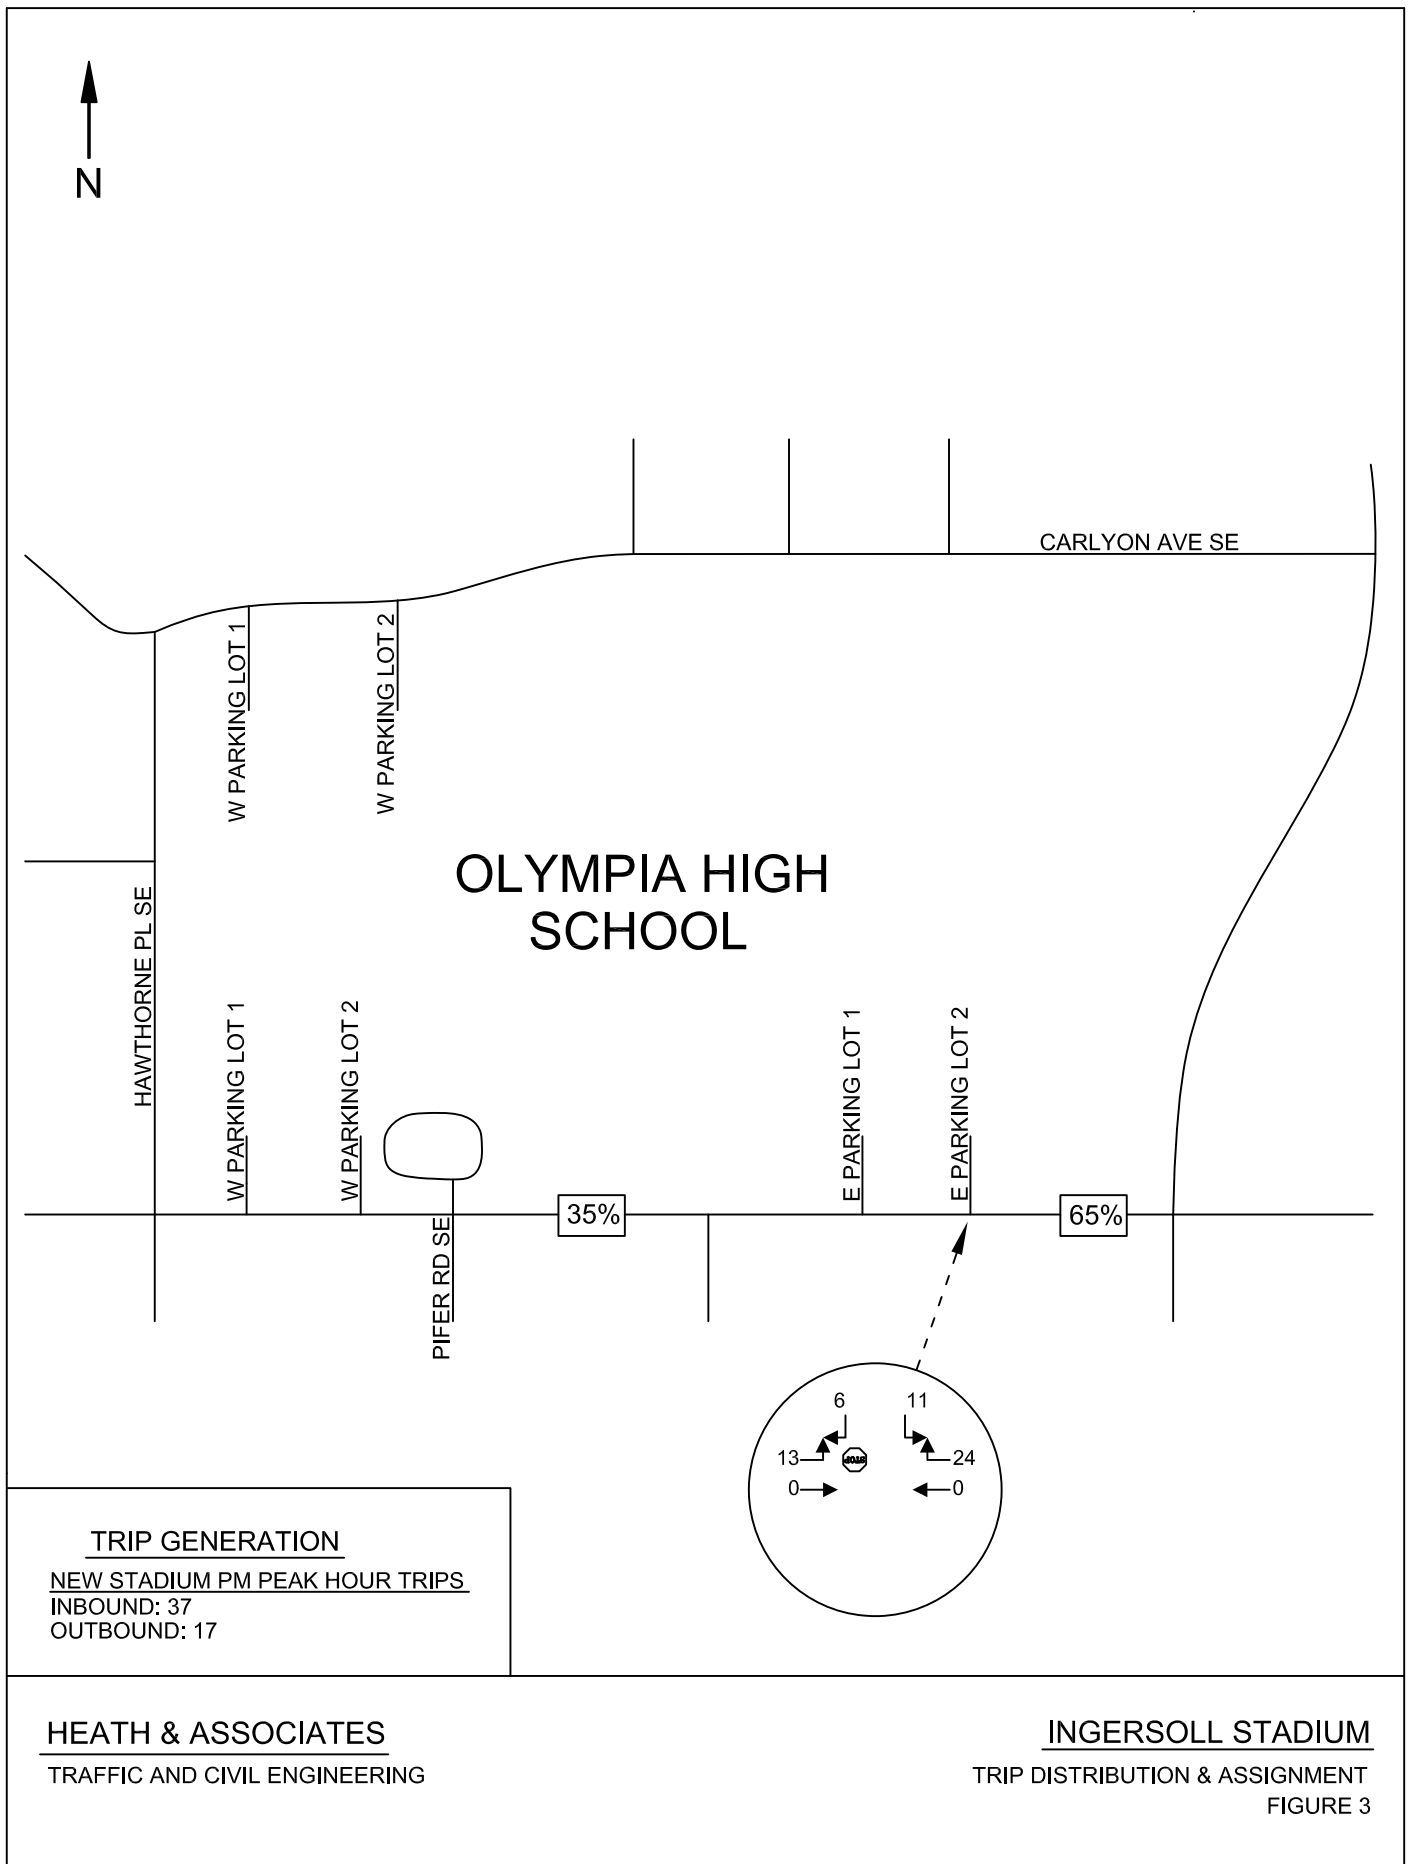 N
CARLYON AVE SE
W PARKING LOT 1
W PARKING LOT 2
OLYMPIA HIGH
SCHOOL
HAWTHORNE PL SE
W PARKING LOT 1
W PARKING LOT 2
E PARKING LOT 1
E PARKING LOT 2
35%
65%
PIFER RD SE
6
11
13
STOP
24
0
0
TRIP GENERATION
NEW STADIUM PM PEAK HOUR TRIPS
INBOUND: 37
OUTBOUND: 17
HEATH & ASSOCIATES
TRAFFIC AND CIVIL ENGINEERING
INGERSOLL STADIUM
TRIP DISTRIBUTION & ASSIGNMENT
FIGURE 3